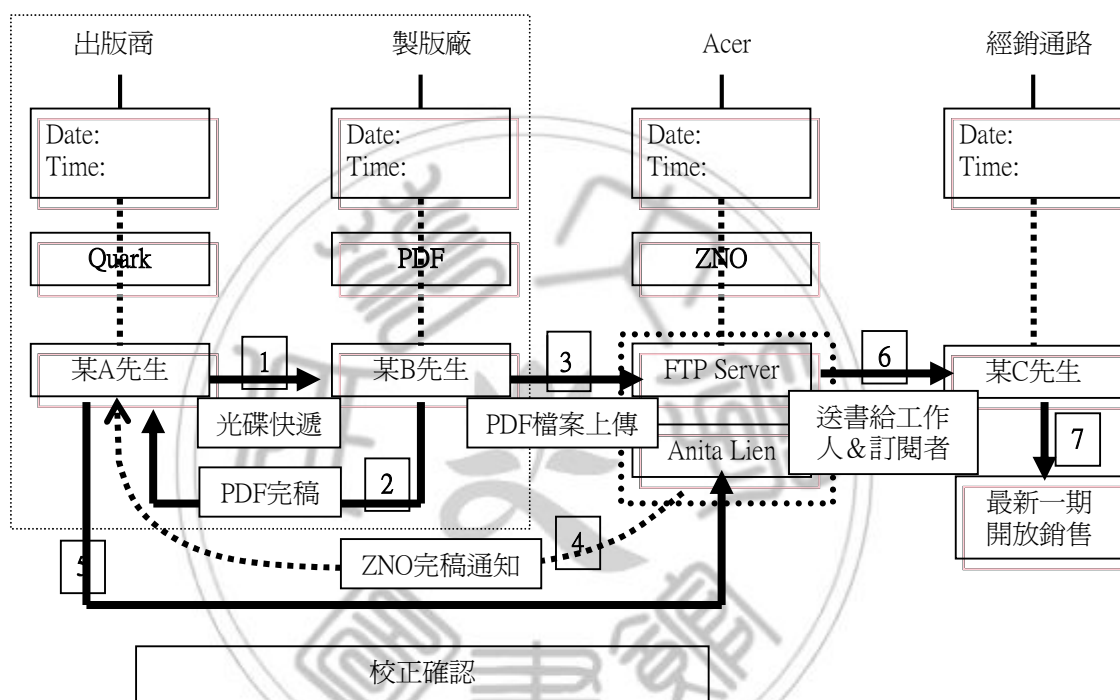 出版商
製版廠
Acer
經銷通路
Date:
Time:
Date:
Time:
Date:
Time:
Date:
Time:
Quark
PDF
ZNO
某A先生
1
某B先生
3
FTP Server
6
某C先生
光碟快遞
PDF檔案上傳
送書給工作
人&訂閱者
Anita Lien
7
PDF完稿
2
最新一期
開放銷售
4
ZNO完稿通知
5
校正確認